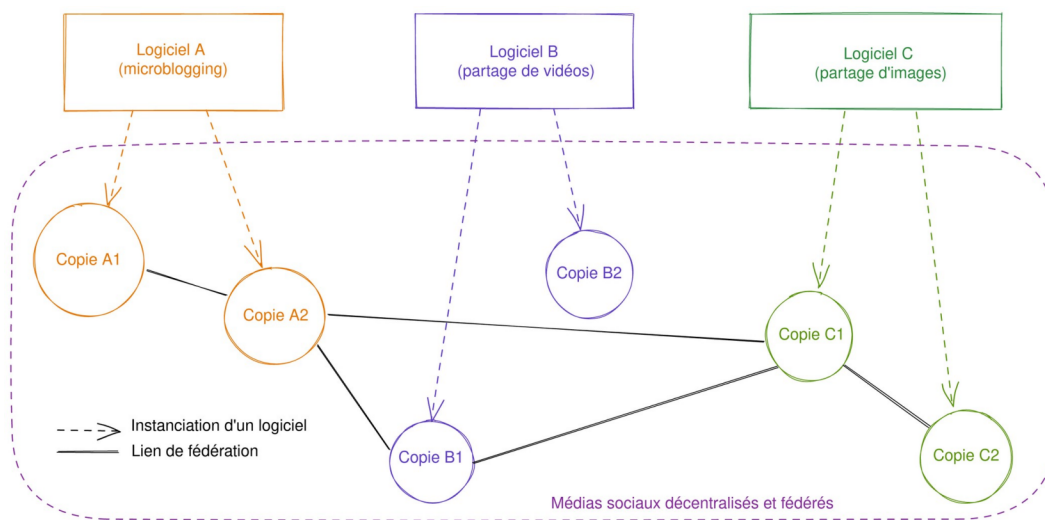 Logiciel A
(microblogging)
Logiciel B
(partage de vidéos)
Logiciel C
(partage d'images)
Copie A1
Copie A2
Copie B2
Copie C1
Copie B1
Copie C2
Instanciation d'un logiciel
Lien de fédération
Médias sociaux décentralisés et fédérés